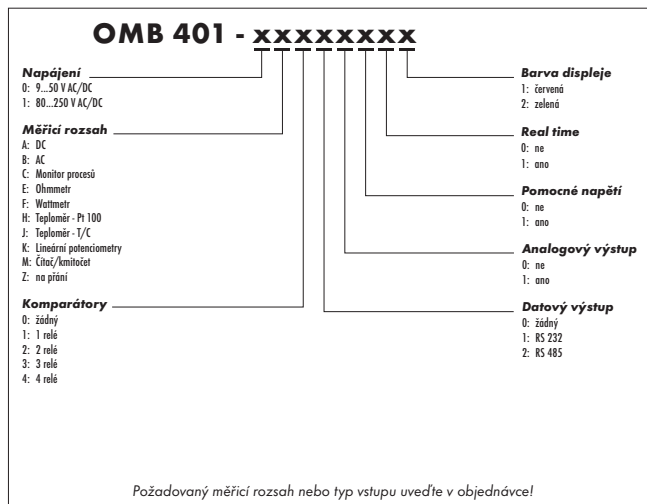 OMB 401 - xxxxxxxx
Napájení
0: 9...50 V AC/DC
1: 80...250 V AC/DC
Měřicí rozsah
A: DC
B: AC
C: Monitor procesů
E: Ohmmetr
F: Wattmetr
H: Teploměr - Pt 100
J: Teploměr - T/C
K: Lineární potenciometry
M: Čítač/kmitočet
Z: na přání
Komparátory
0: žádný
1: 1 relé
2: 2 relé
3: 3 relé
4: 4 relé
Barva displeje
1: červená
2: zelená
Real time
0: ne
1: ano
Pomocné napětí
0: ne
1: ano
Analogový výstup
0: ne
1: ano
Datový výstup
0: žádný
1: RS 232
2: RS 485
Požadovaný měřicí rozsah nebo typ vstupu uveďte v objednávce!